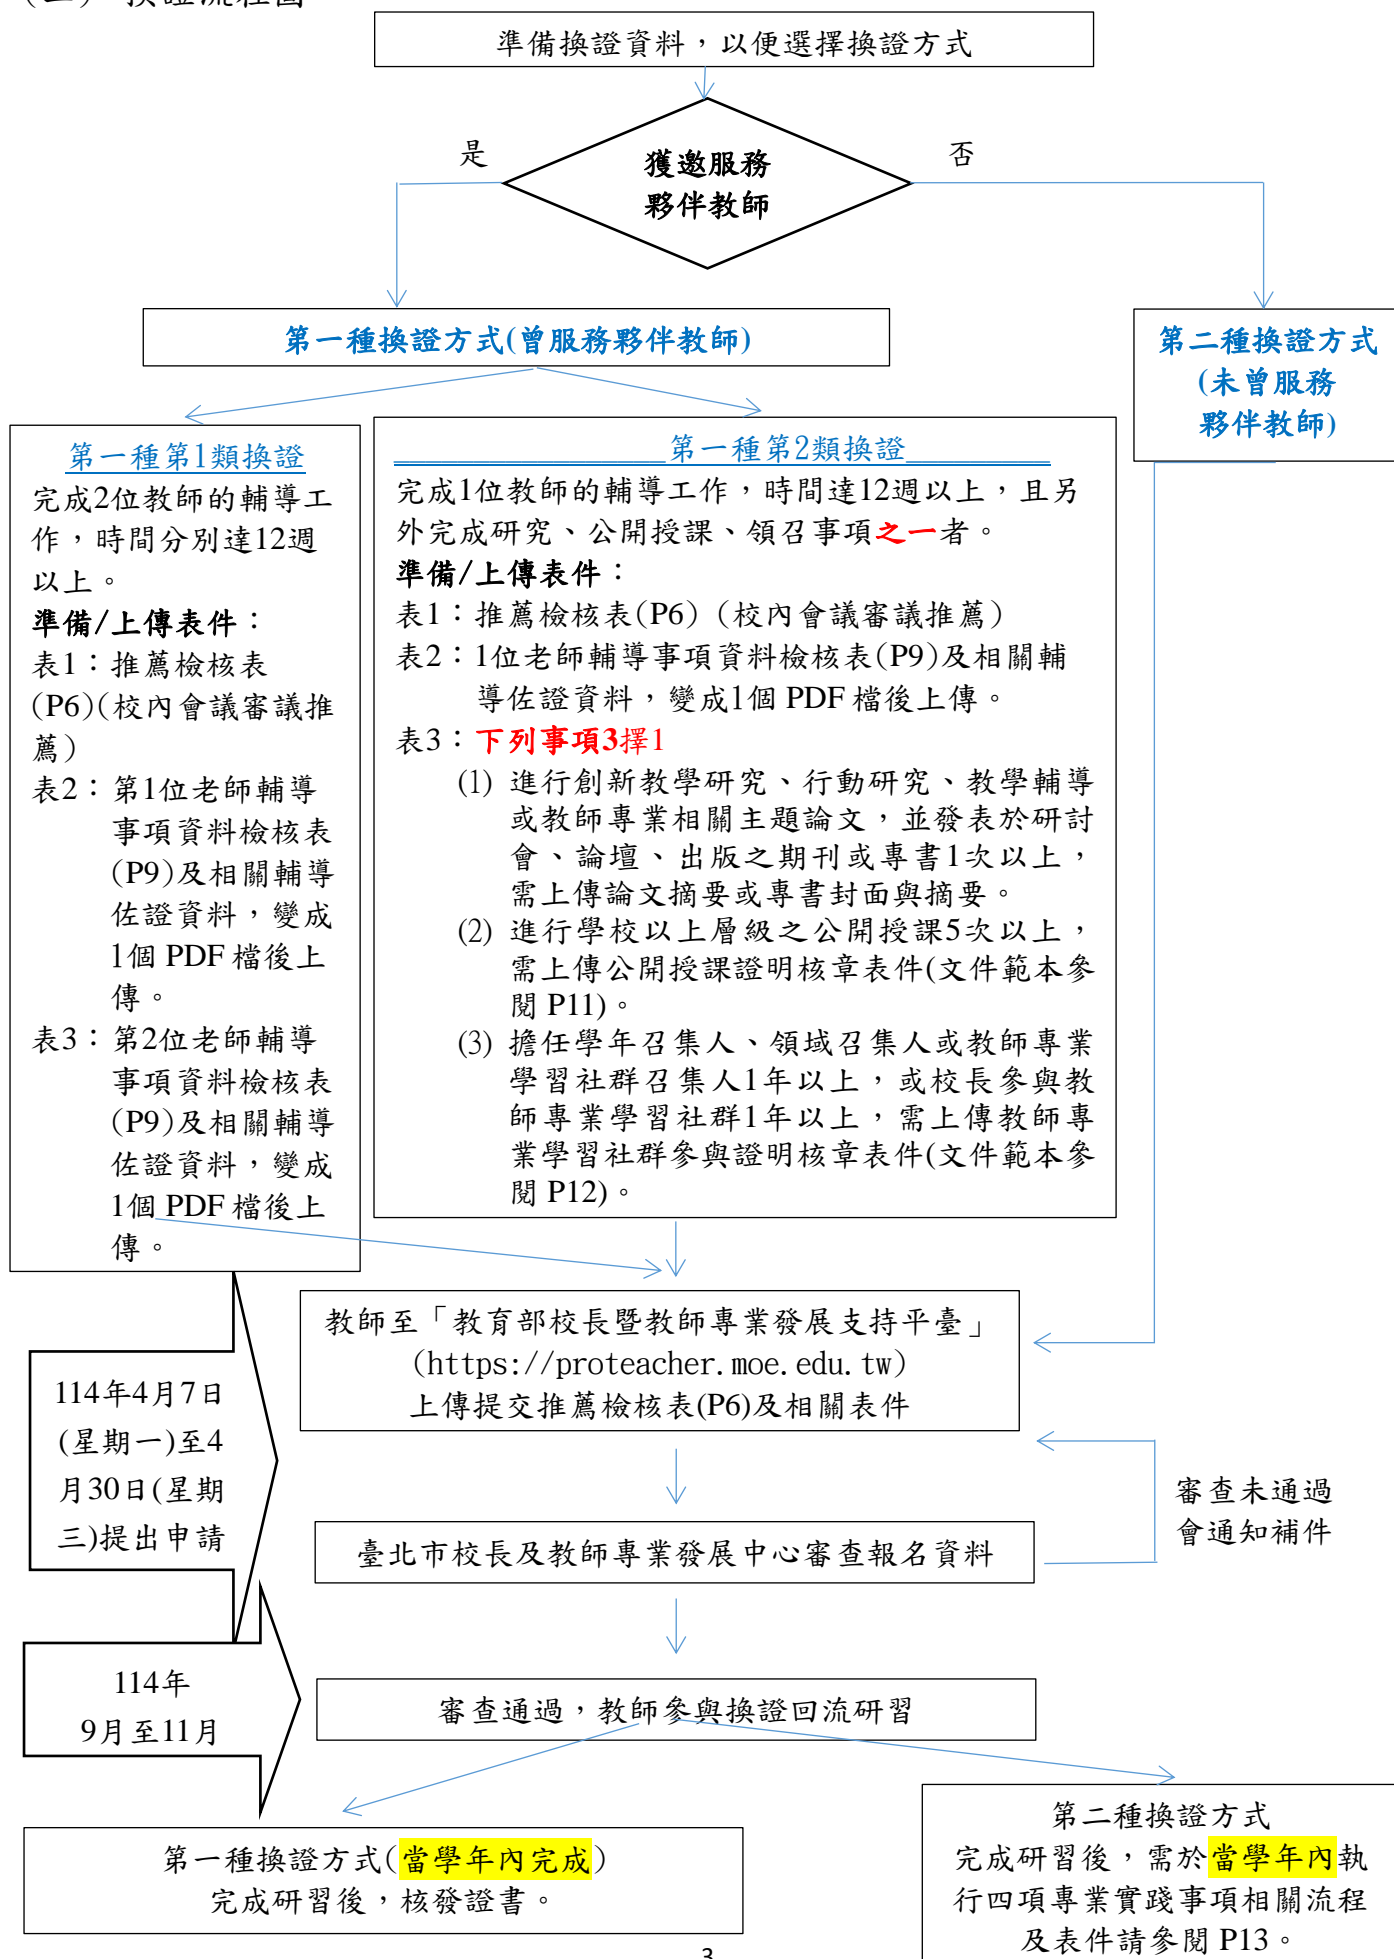 換證流程圖
準備換證資料，以便選擇換證方式
是
獲邀服務
夥伴教師
否
第一種換證方式(曾服務夥伴教師)
第二種換證方式
(未曾服務
夥伴教師)
第一種第1類換證
完成2位教師的輔導工
作，時間分別達12週
以上。
準備/上傳表件：
表1：推薦檢核表
(P6)(校內會議審議推
薦)
表2：第1位老師輔導
事項資料檢核表
(P9)及相關輔導
佐證資料，變成
1個 PDF 檔後上
傳。
表3：第2位老師輔導
事項資料檢核表
(P9)及相關輔導
佐證資料，變成
1個 PDF 檔後上
傳。
第一種第2類換證
完成1位教師的輔導工作，時間達12週以上，且另
外完成研究、公開授課、領召事項之一者。
準備/上傳表件：
表1：推薦檢核表(P6) (校內會議審議推薦)
表2：1位老師輔導事項資料檢核表(P9)及相關輔
導佐證資料，變成1個 PDF 檔後上傳。
表3：下列事項3擇1
(1) 進行創新教學研究、行動研究、教學輔導
或教師專業相關主題論文，並發表於研討
會、論壇、出版之期刊或專書1次以上，
需上傳論文摘要或專書封面與摘要。
(2) 進行學校以上層級之公開授課5次以上，
需上傳公開授課證明核章表件(文件範本參
閱 P11)。
(3) 擔任學年召集人、領域召集人或教師專業
學習社群召集人1年以上，或校長參與教
師專業學習社群1年以上，需上傳教師專
業學習社群參與證明核章表件(文件範本參
閱 P12)。
教師至「教育部校長暨教師專業發展支持平臺」
(https://proteacher.moe.edu.tw)
上傳提交推薦檢核表(P6)及相關表件
114年4月7日
(星期一)至4
月30日(星期
三)提出申請
審查未通過
會通知補件
臺北市校長及教師專業發展中心審查報名資料
114年
9月至11月
審查通過，教師參與換證回流研習
第一種換證方式(當學年內完成)
完成研習後，核發證書。
第二種換證方式
完成研習後，需於當學年內執
行四項專業實踐事項相關流程
及表件請參閱 P13。
3